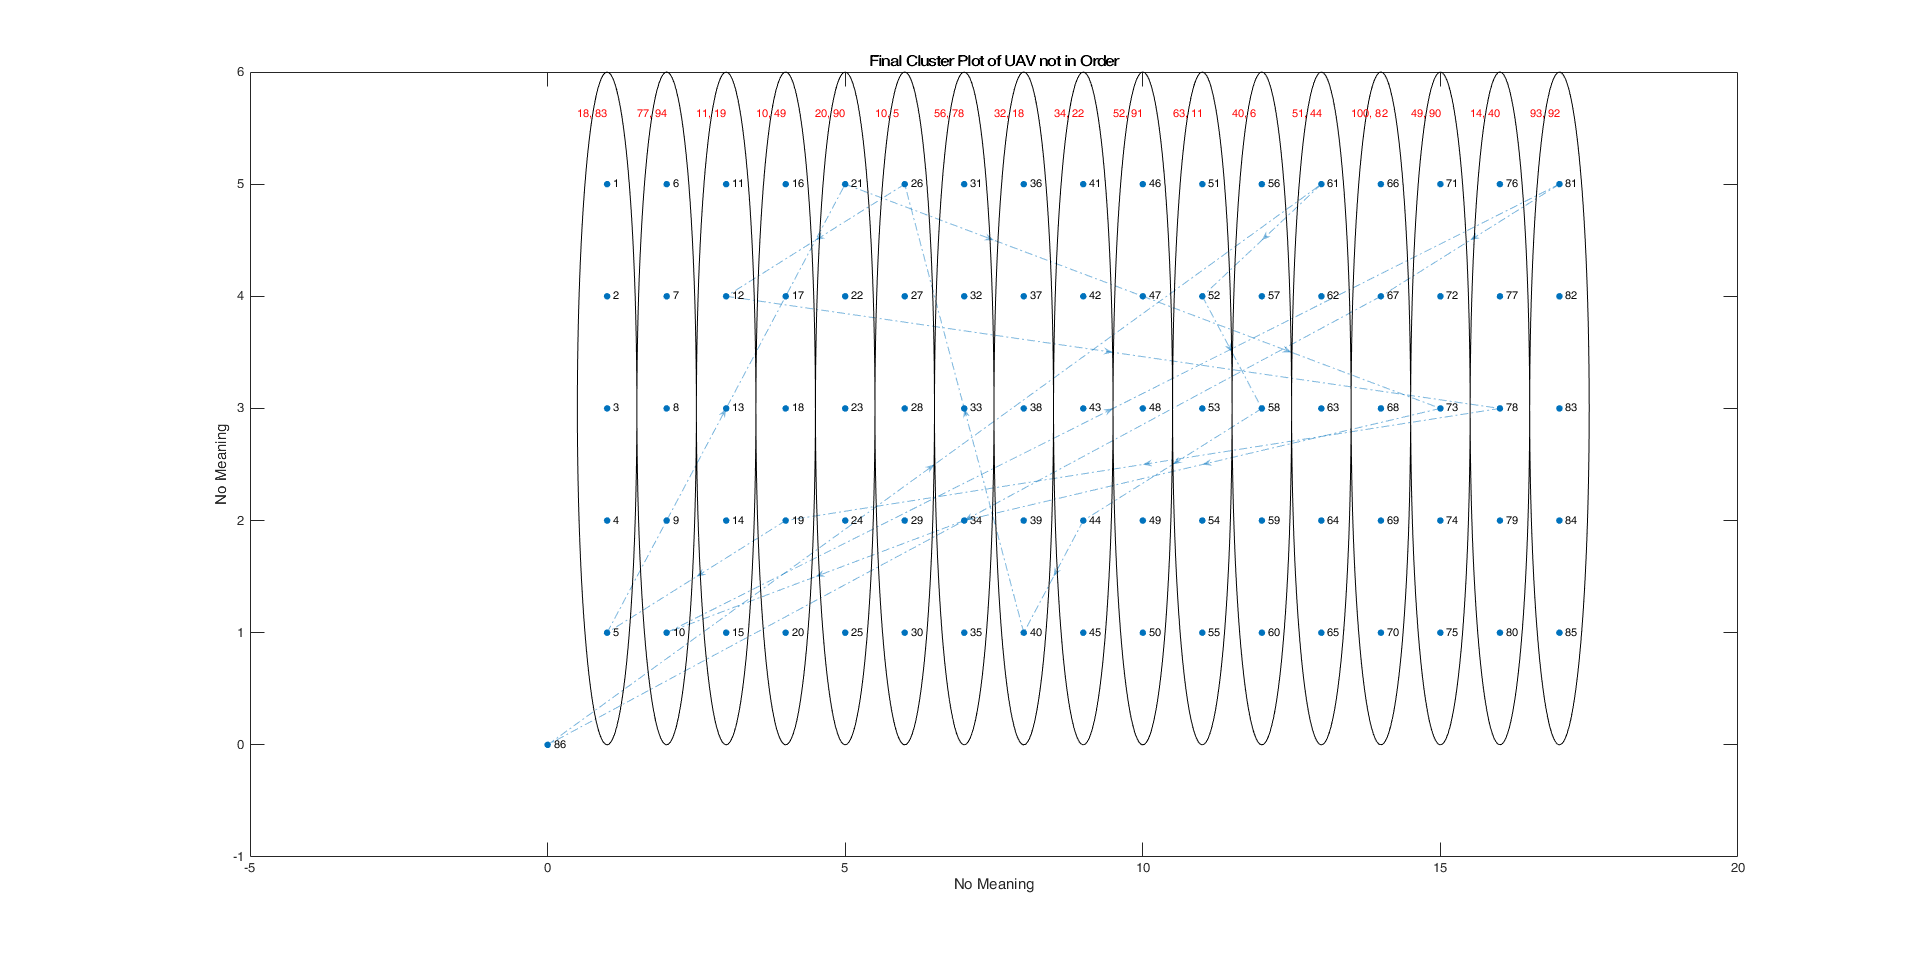 Final Cluster Plot of UAV not in Order
6
18, 83 77, 94 11, 19 10, 49 20, 90 10, 5 56, 78 32, 18 34, 22 52, 91 63, 11 40, 6 51, 44 100, 82 49, 90 14, 40 93, 92
5 1 6 11 16 21 26 31 36 41 46 51 56 61 66 71 76 81
4 2 7 12 17 22 27 32 37 42 47 52 57 62 67 72 77 82
3 3 8 13 18 23 28 33 38 43 48 53 58 63 68 73 78 83
No Meaning
2 4 9 14 19 24 29 34 39 44 49 54 59 64 69 74 79 84
1 5 10 15 20 25 30 35 40 45 50 55 60 65 70 75 80 85
0 86
-1
-5 0 5 10 15 20
No Meaning